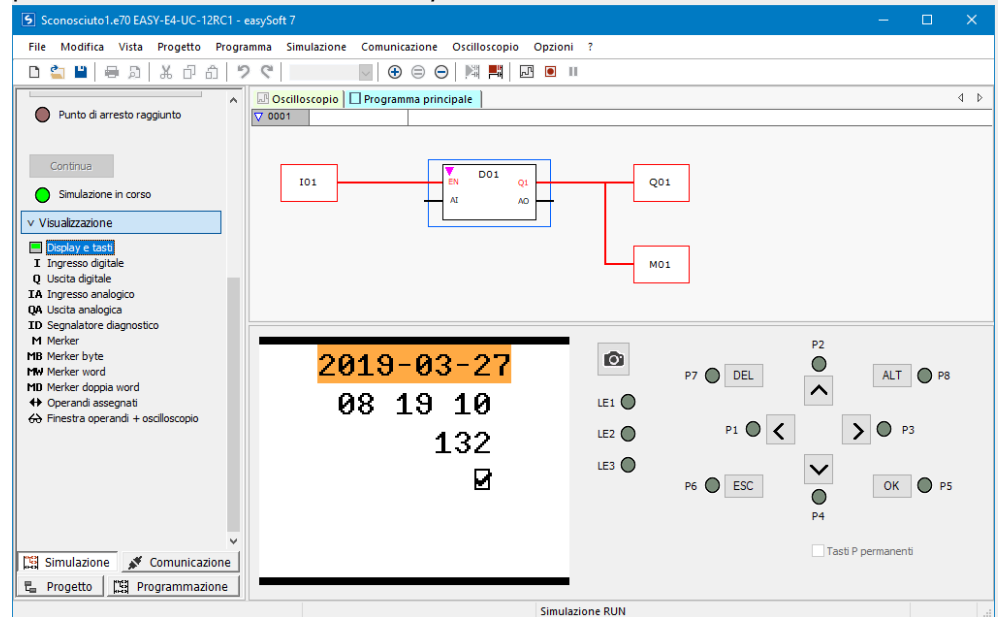 Sconosciuto1.e70 EASY-E4-UC-12RC1 - easySoft 7
File Modifica Vista Progetto Programma Simulazione Comunicazione Oscilloscopio Opzioni ?
Punto di arresto raggiunto
Continua
Simulazione in corso
Visualizzazione
Display e tasti
I Ingresso digitale
Q Uscita digitale
IA Ingresso analogico
QA Uscita analogica
ID Segnalatore diagnostico
M Merker
MB Merker byte
MW Merker word
MD Merker doppia word
Operandi assegnati
Finestra operandi + oscilloscopio
Simulazione Comunicazione
Progetto Programmazione
Oscilloscopio Programma principale
0001
I01
D01
EN Q1
AI AO
Q01
M01
2019-03-27
08 19 10
132
LE1
LE2
LE3
P2
P7 DEL ALT P8
P1 P3
P6 ESC OK P5
P4
Tasti P permanenti
Simulazione RUN